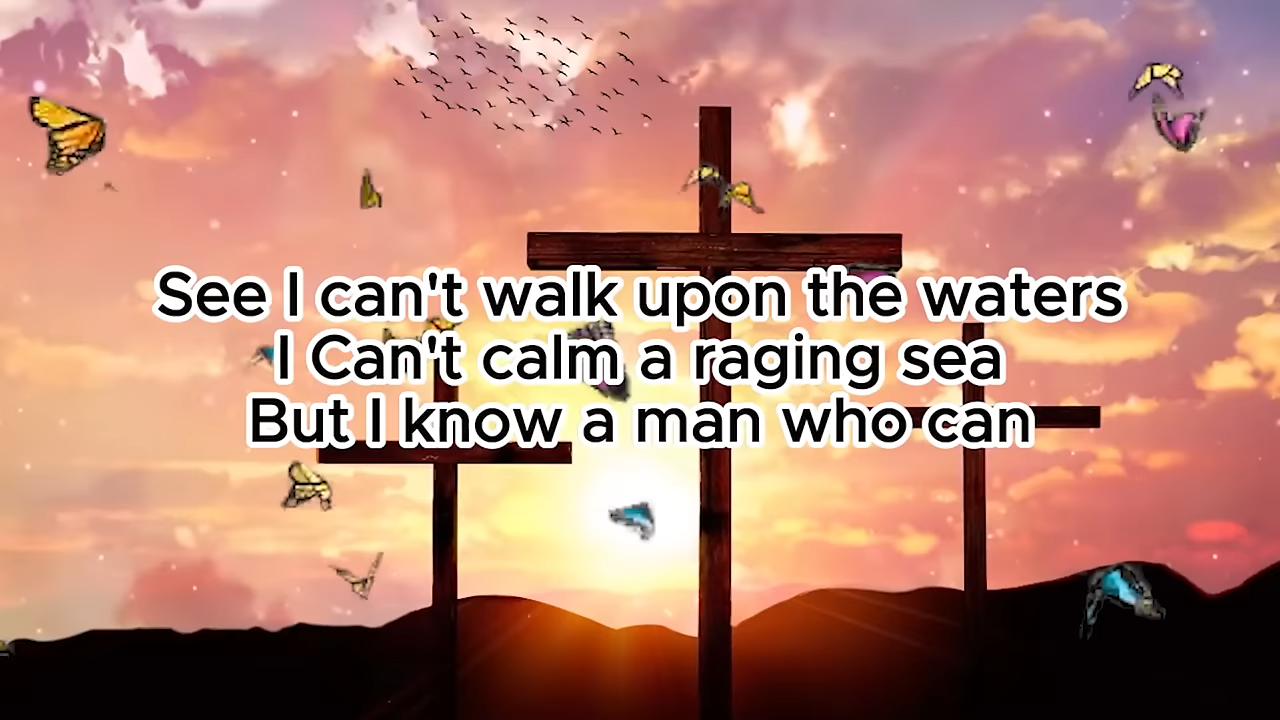 See I can't walk upon the waters
I Can't calm a raging sea
But I know a man who can